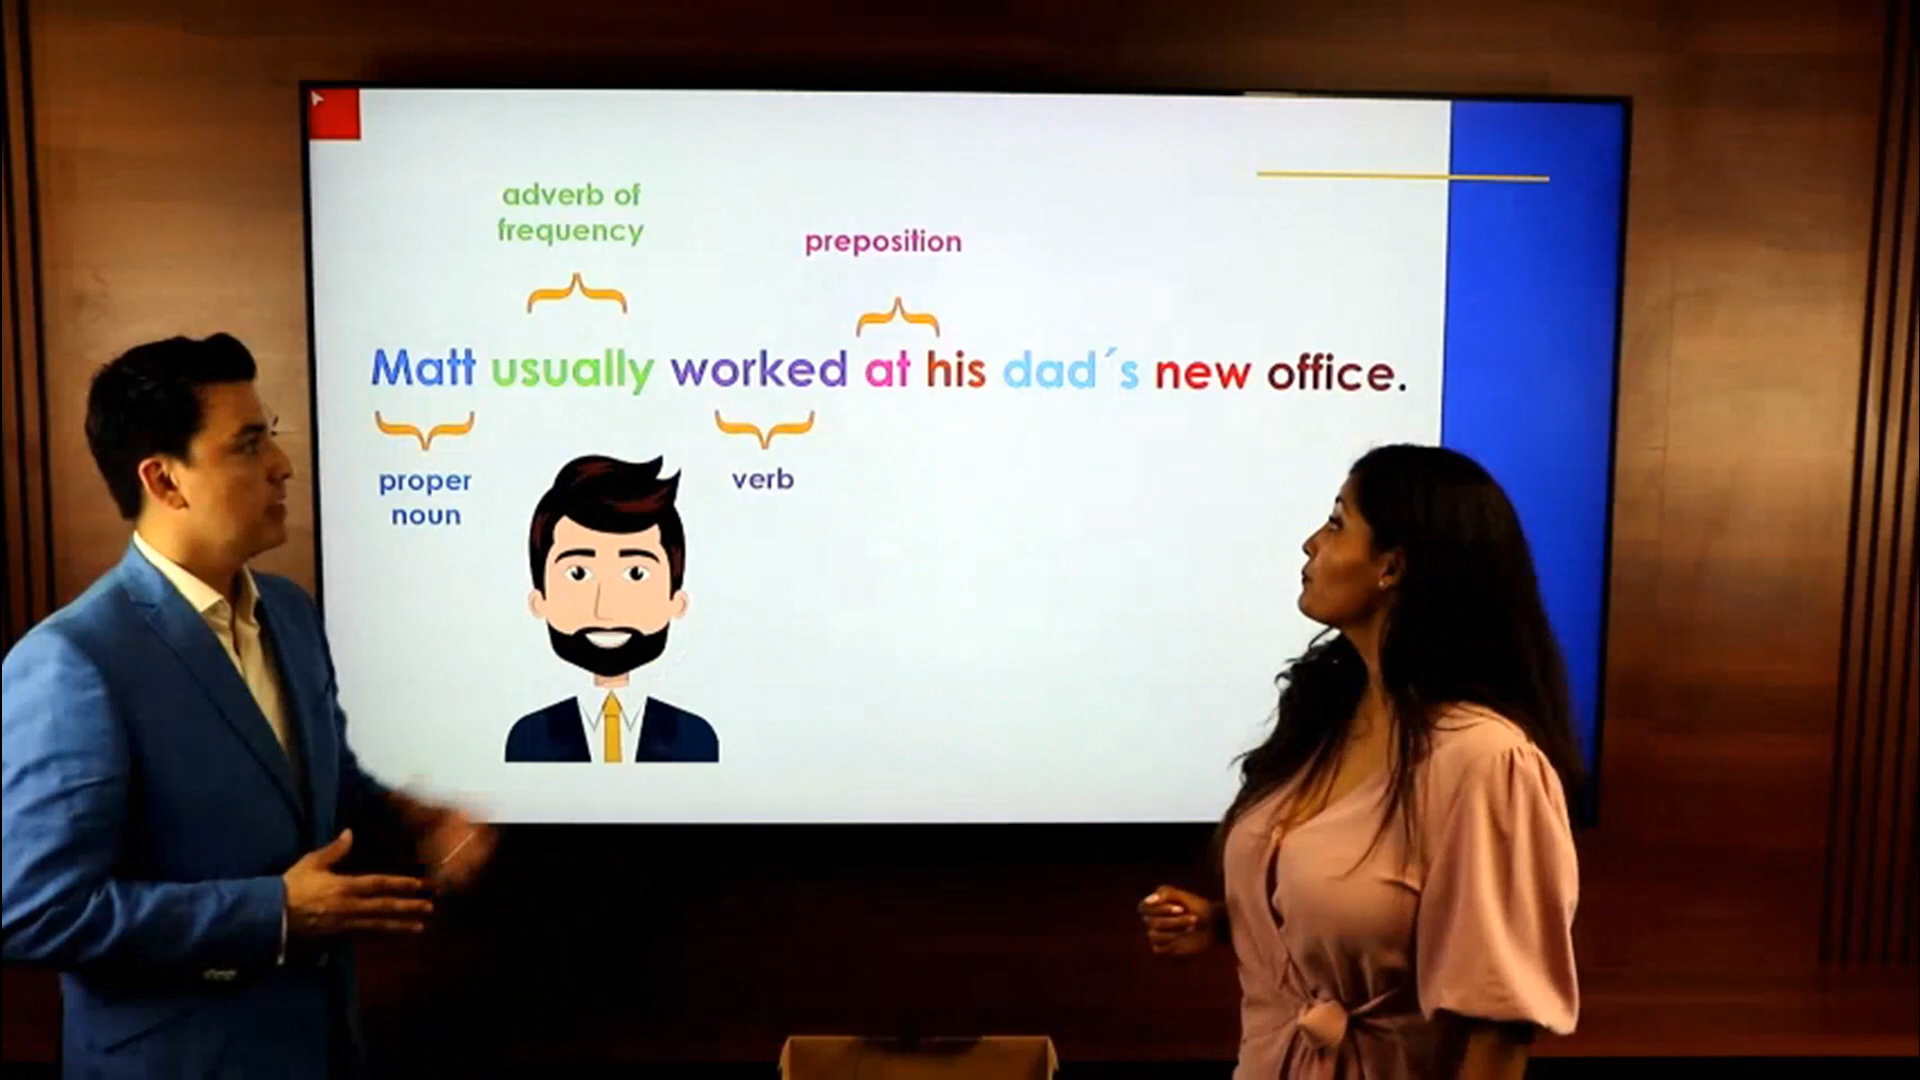 adverb of
frequency
preposition
Matt usually worked at his dad´s new office.
proper
noun
verb